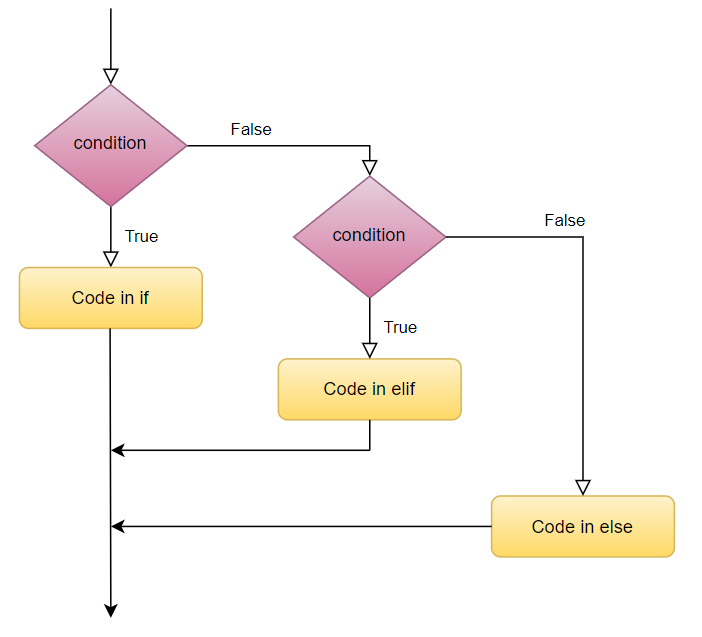 False
condition
False
True
condition
Code in if
True
Code in elif
Code in else